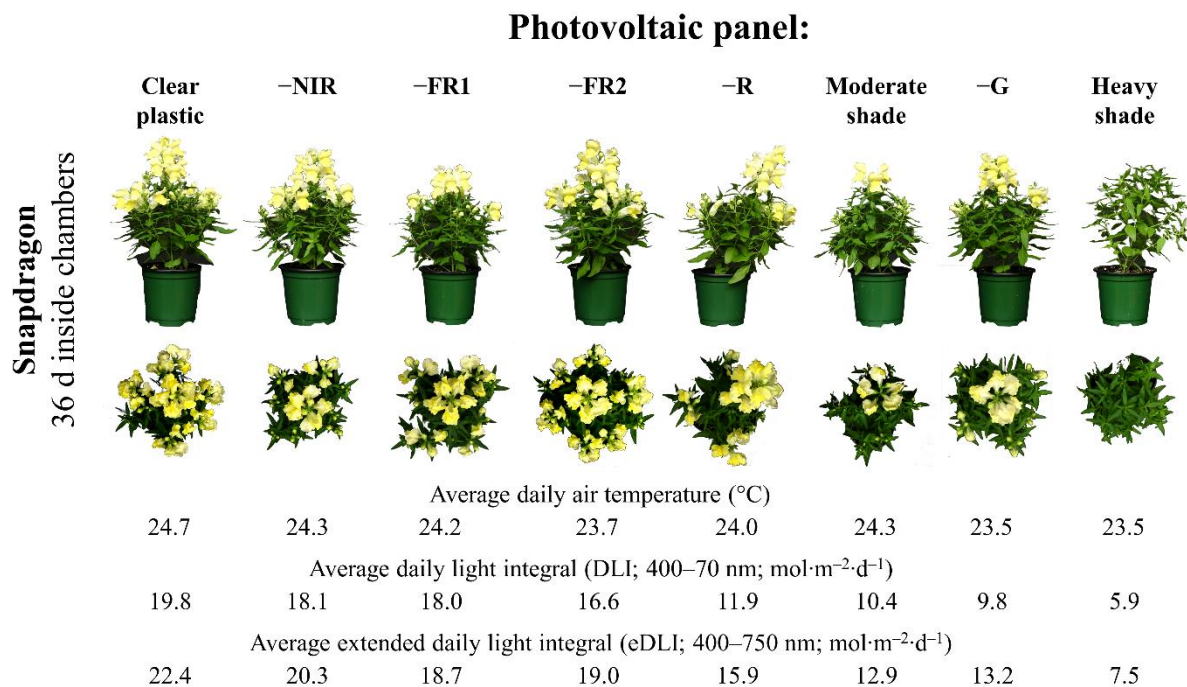 Photovoltaic panel:
Clear plastic −NIR −FR1 −FR2 −R Moderate shade −G Heavy shade
Snapdragon
36 d inside chambers
Average daily air temperature (°C)
24.7 24.3 24.2 23.7 24.0 24.3 23.5 23.5
Average daily light integral (DLI; 400–70 nm; mol·m⁻²·d⁻¹)
19.8 18.1 18.0 16.6 11.9 10.4 9.8 5.9
Average extended daily light integral (eDLI; 400–750 nm; mol·m⁻²·d⁻¹)
22.4 20.3 18.7 19.0 15.9 12.9 13.2 7.5